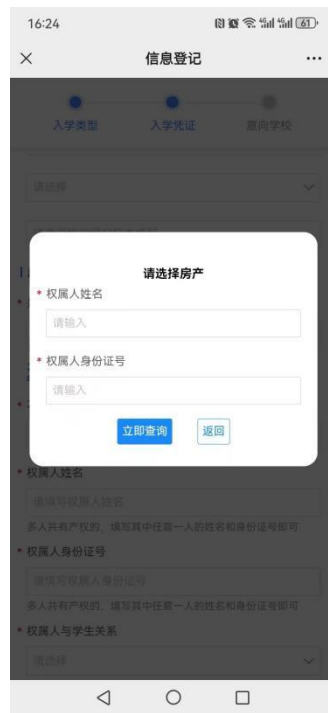 16:24
61
信息登记
入学类型
入学凭证
意向学校
请选择
请选择房产
* 权属人姓名
请输入
* 权属人身份证号
请输入
立即查询
返回
* 权属人姓名
请填写权属人姓名
多人共有产权的，填写其中任意一人的姓名和身份证号即可
* 权属人身份证号
请填写权属人身份证号
多人共有产权的，填写其中任意一人的姓名和身份证号即可
* 权属人与学生关系
请选择